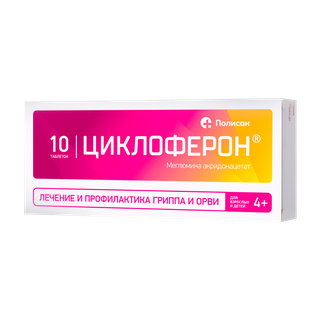 Полисан
10 ТАБЛЕТОК
ЦИКЛОФЕРОН®
Меглюмина акридонацетат
ЛЕЧЕНИЕ И ПРОФИЛАКТИКА ГРИППА И ОРВИ
ДЛЯ ВЗРОСЛЫХ И ДЕТЕЙ 4+